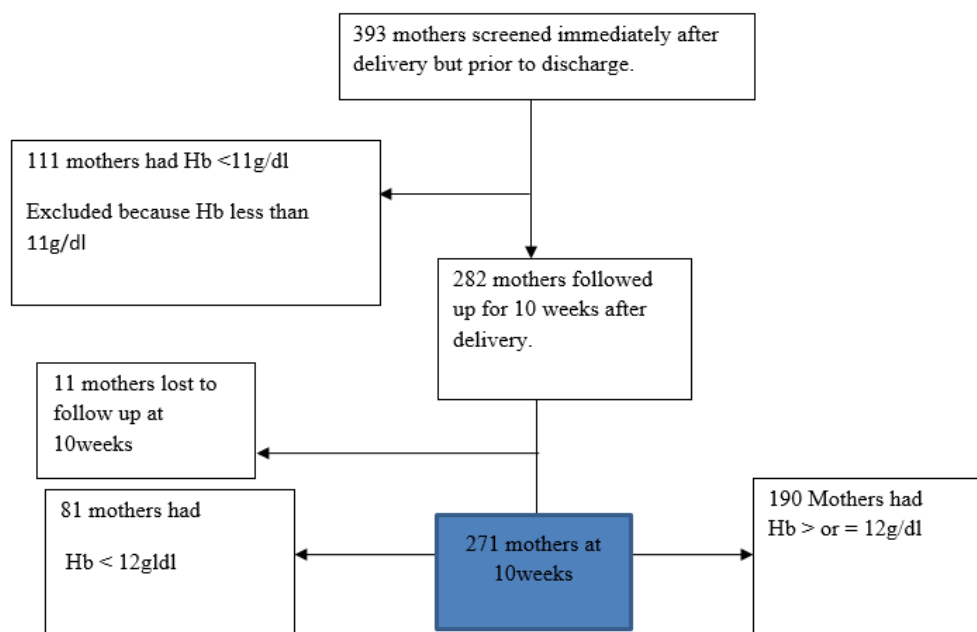 393 mothers screened immediately after
delivery but prior to discharge.
111 mothers had Hb <11g/dl
Excluded because Hb less than
11g/dl
282 mothers followed
up for 10 weeks after
delivery.
11 mothers lost to
follow up at
10weeks
81 mothers had
Hb < 12gldl
271 mothers at
10weeks
190 Mothers had
Hb > or = 12g/dl